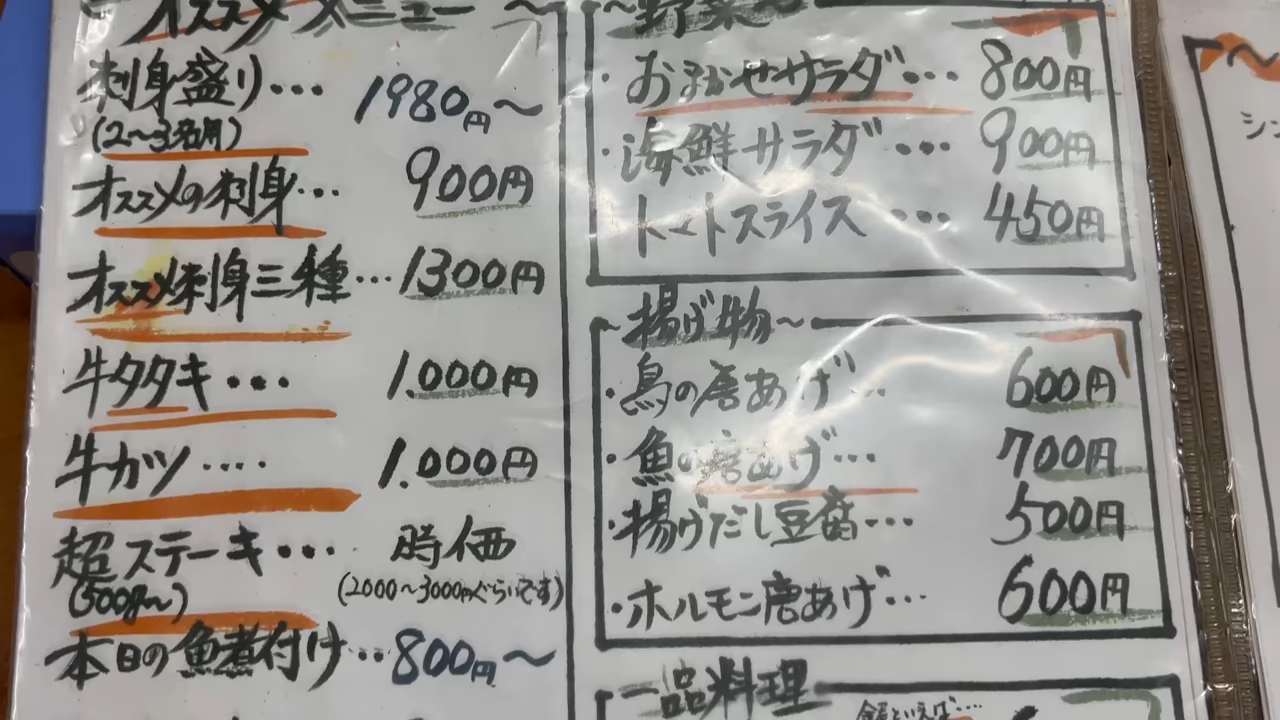 オススメメニュー 〜
刺身盛り… 1980円〜
(2〜3名用)
オススメの刺身… 900円
オススメ刺身三種… 1300円
牛タタキ… 1.000円
牛カツ…. 1.000円
超ステーキ… 時価
(500g〜) (2000〜3000円ぐらいです)
本日の魚煮付け‥ 800円〜
〜野菜〜
・おまかせサラダ… 800円
・海鮮サラダ… 900円
トマトスライス… 450円
〜揚げ物〜
・鳥の唐あげ… 600円
・魚の唐あげ… 700円
・揚げだし豆腐… 500円
・ホルモン唐あげ… 600円
一品料理
といえば….
〜
シ